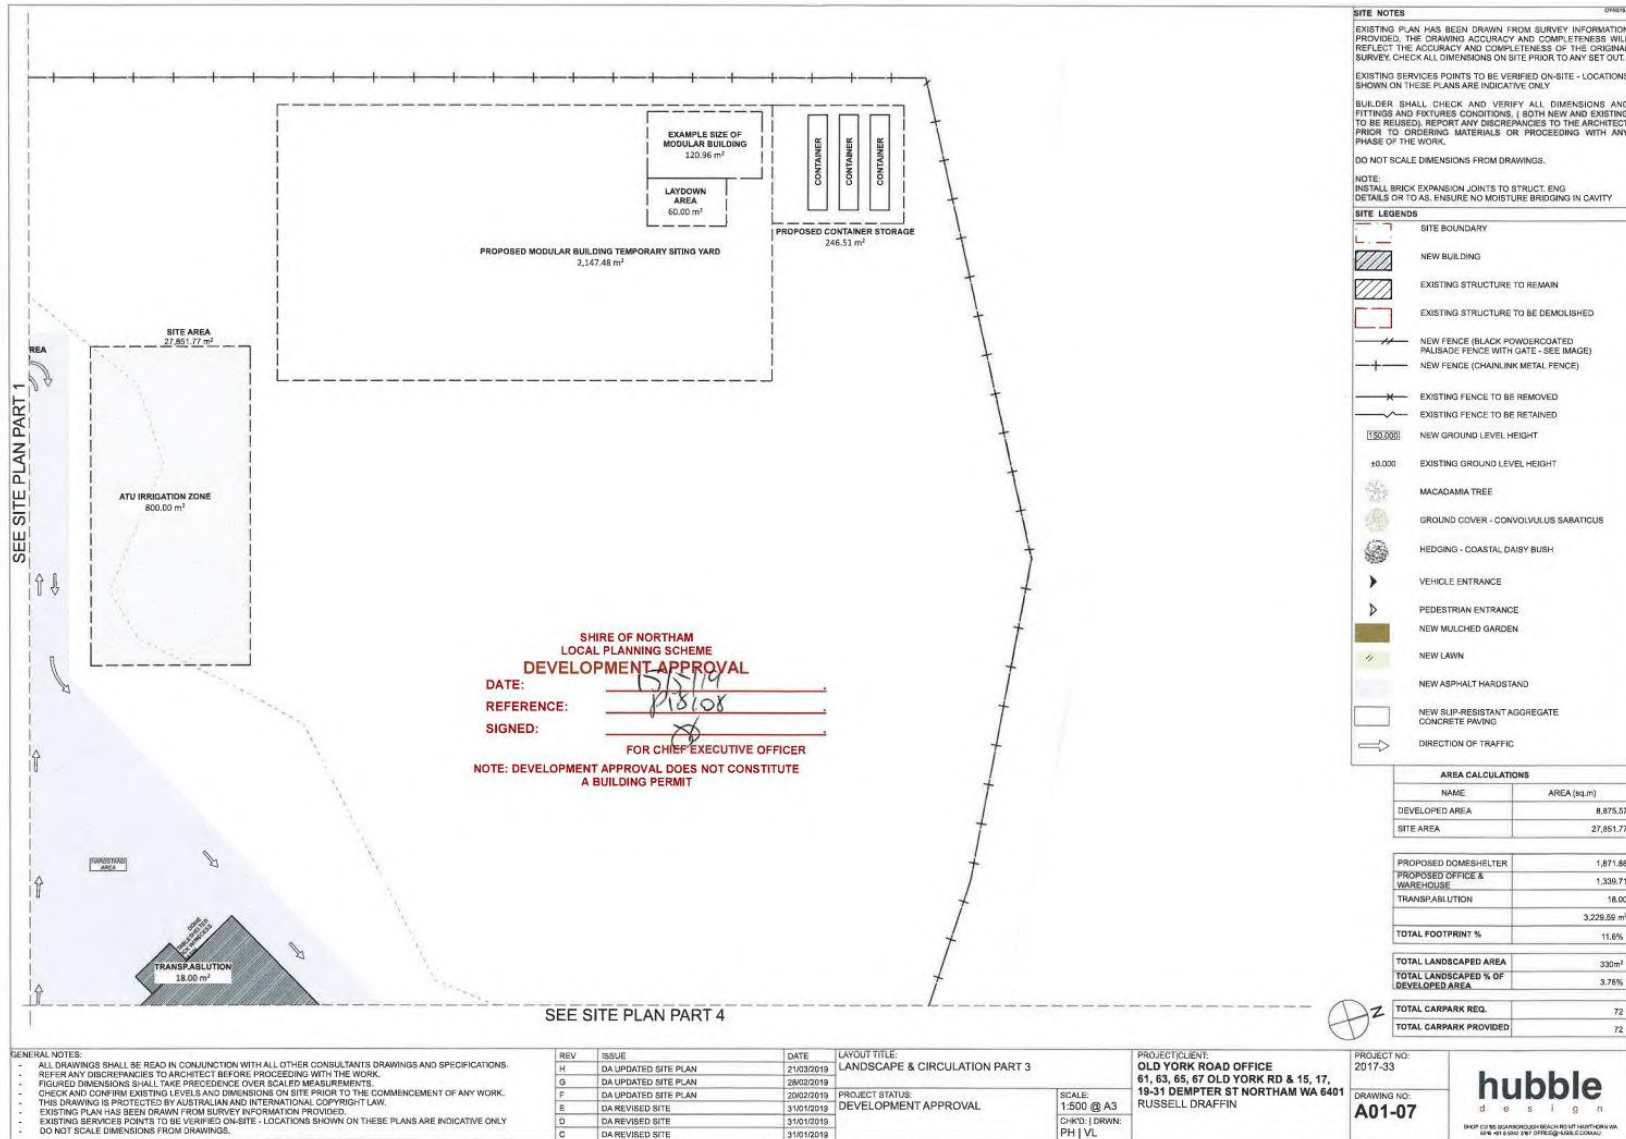 SITE NOTES
EXISTING PLAN HAS BEEN DRAWN FROM SURVEY INFORMATION
PROVIDED. THE DRAWING ACCURACY AND COMPLETENESS WILL
REFLECT THE ACCURACY AND COMPLETENESS OF THE ORIGINAL
SURVEY. CHECK ALL DIMENSIONS ON SITE PRIOR TO ANY SET OUT.
EXISTING SERVICES POINTS TO BE VERIFIED ON-SITE - LOCATIONS
SHOWN ON THESE PLANS ARE INDICATIVE ONLY
BUILDER SHALL CHECK AND VERIFY ALL DIMENSIONS AND
FITTINGS AND FIXTURES CONDITIONS, ( BOTH NEW AND EXISTING
TO BE REUSED). REPORT ANY DISCREPANCIES TO THE ARCHITECT
PRIOR TO ORDERING MATERIALS OR PROCEEDING WITH ANY
PHASE OF THE WORK.
DO NOT SCALE DIMENSIONS FROM DRAWINGS.
NOTE:
INSTALL BRICK EXPANSION JOINTS TO STRUCT. ENG
DETAILS OR TO AS. ENSURE NO MOISTURE BRIDGING IN CAVITY
SITE LEGENDS
SITE BOUNDARY
NEW BUILDING
EXISTING STRUCTURE TO REMAIN
EXISTING STRUCTURE TO BE DEMOLISHED
NEW FENCE (BLACK POWDERCOATED
PALISADE FENCE WITH GATE - SEE IMAGE)
NEW FENCE (CHAINLINK METAL FENCE)
EXISTING FENCE TO BE REMOVED
EXISTING FENCE TO BE RETAINED
150.000 NEW GROUND LEVEL HEIGHT
±0.000 EXISTING GROUND LEVEL HEIGHT
MACADAMIA TREE
GROUND COVER - CONVOLVULUS SABATICUS
HEDGING - COASTAL DAISY BUSH
VEHICLE ENTRANCE
PEDESTRIAN ENTRANCE
NEW MULCHED GARDEN
NEW LAWN
NEW ASPHALT HARDSTAND
NEW SLIP-RESISTANT AGGREGATE
CONCRETE PAVING
DIRECTION OF TRAFFIC
EXAMPLE SIZE OF
MODULAR BUILDING
120.96 m²
LAYDOWN
AREA
60.00 m²
CONTAINER
CONTAINER
CONTAINER
PROPOSED CONTAINER STORAGE
246.51 m²
PROPOSED MODULAR BUILDING TEMPORARY SITING YARD
2,147.48 m²
SITE AREA
27,851.77 m²
REA
SEE SITE PLAN PART 1
ATU IRRIGATION ZONE
800.00 m²
SHIRE OF NORTHAM
LOCAL PLANNING SCHEME
DEVELOPMENT APPROVAL
DATE: 15/5/19
REFERENCE: P18108
SIGNED:
FOR CHIEF EXECUTIVE OFFICER
NOTE: DEVELOPMENT APPROVAL DOES NOT CONSTITUTE
A BUILDING PERMIT
HARDSTAND
AREA
TRANSP.ABLUTION
18.00 m²
SEE SITE PLAN PART 4
Z
AREA CALCULATIONS
NAME AREA (sq.m)
DEVELOPED AREA 8,875.57
SITE AREA 27,851.77
PROPOSED DOMESHELTER 1,871.88
PROPOSED OFFICE &
WAREHOUSE 1,339.71
TRANSP.ABLUTION 18.00
3,229.59 m²
TOTAL FOOTPRINT % 11.6%
TOTAL LANDSCAPED AREA 330m²
TOTAL LANDSCAPED % OF
DEVELOPED AREA 3.76%
TOTAL CARPARK REQ. 72
TOTAL CARPARK PROVIDED 72
GENERAL NOTES:
- ALL DRAWINGS SHALL BE READ IN CONJUNCTION WITH ALL OTHER CONSULTANTS DRAWINGS AND SPECIFICATIONS.
- REFER ANY DISCREPANCIES TO ARCHITECT BEFORE PROCEEDING WITH THE WORK.
- FIGURED DIMENSIONS SHALL TAKE PRECEDENCE OVER SCALED MEASUREMENTS.
- CHECK AND CONFIRM EXISTING LEVELS AND DIMENSIONS ON SITE PRIOR TO THE COMMENCEMENT OF ANY WORK.
- THIS DRAWING IS PROTECTED BY AUSTRALIAN AND INTERNATIONAL COPYRIGHT LAW.
- EXISTING PLAN HAS BEEN DRAWN FROM SURVEY INFORMATION PROVIDED.
- EXISTING SERVICES POINTS TO BE VERIFIED ON-SITE - LOCATIONS SHOWN ON THESE PLANS ARE INDICATIVE ONLY
- DO NOT SCALE DIMENSIONS FROM DRAWINGS.
REV ISSUE DATE
H DA UPDATED SITE PLAN 21/03/2019
G DA UPDATED SITE PLAN 28/02/2019
F DA UPDATED SITE PLAN 20/02/2019
E DA REVISED SITE 31/01/2019
D DA REVISED SITE 31/01/2019
C DA REVISED SITE 31/01/2019
LAYOUT TITLE:
LANDSCAPE & CIRCULATION PART 3
PROJECT STATUS:
DEVELOPMENT APPROVAL
SCALE:
1:500 @ A3
CHK'D: | DRWN:
PH | VL
PROJECT/CLIENT:
OLD YORK ROAD OFFICE
61, 63, 65, 67 OLD YORK RD & 15, 17,
19-31 DEMPTER ST NORTHAM WA 6401
RUSSELL DRAFFIN
PROJECT NO:
2017-33
DRAWING NO:
A01-07
hubble
design